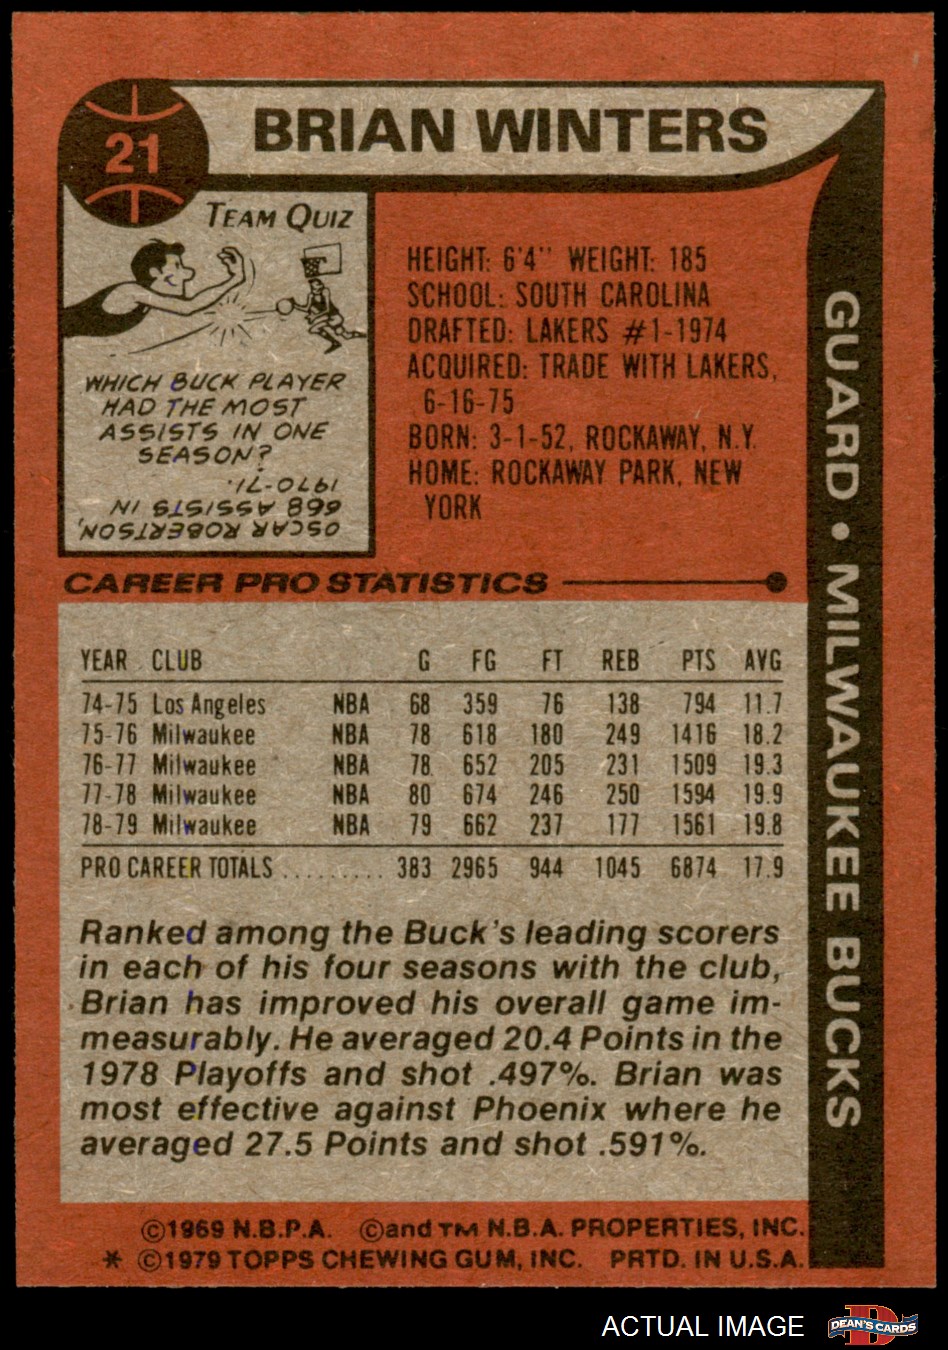 21
BRIAN WINTERS
TEAM QUIZ
WHICH BUCK PLAYER
HAD THE MOST
ASSISTS IN ONE
SEASON?
OSCAR ROBERTSON,
668 ASSISTS IN
1970-71.
HEIGHT: 6'4" WEIGHT: 185
SCHOOL: SOUTH CAROLINA
DRAFTED: LAKERS #1-1974
ACQUIRED: TRADE WITH LAKERS,
6-16-75
BORN: 3-1-52, ROCKAWAY, N.Y.
HOME: ROCKAWAY PARK, NEW
YORK
GUARD • MILWAUKEE BUCKS
CAREER PRO STATISTICS
YEAR CLUB G FG FT REB PTS AVG
74-75 Los Angeles NBA 68 359 76 138 794 11.7
75-76 Milwaukee NBA 78 618 180 249 1416 18.2
76-77 Milwaukee NBA 78 652 205 231 1509 19.3
77-78 Milwaukee NBA 80 674 246 250 1594 19.9
78-79 Milwaukee NBA 79 662 237 177 1561 19.8
PRO CAREER TOTALS ......... 383 2965 944 1045 6874 17.9
Ranked among the Buck's leading scorers
in each of his four seasons with the club,
Brian has improved his overall game im-
measurably. He averaged 20.4 Points in the
1978 Playoffs and shot .497%. Brian was
most effective against Phoenix where he
averaged 27.5 Points and shot .591%.
©1969 N.B.P.A. ©and TM N.B.A. PROPERTIES, INC.
* ©1979 TOPPS CHEWING GUM, INC. PRTD. IN U.S.A.
ACTUAL IMAGE
D
DEAN'S CARDS